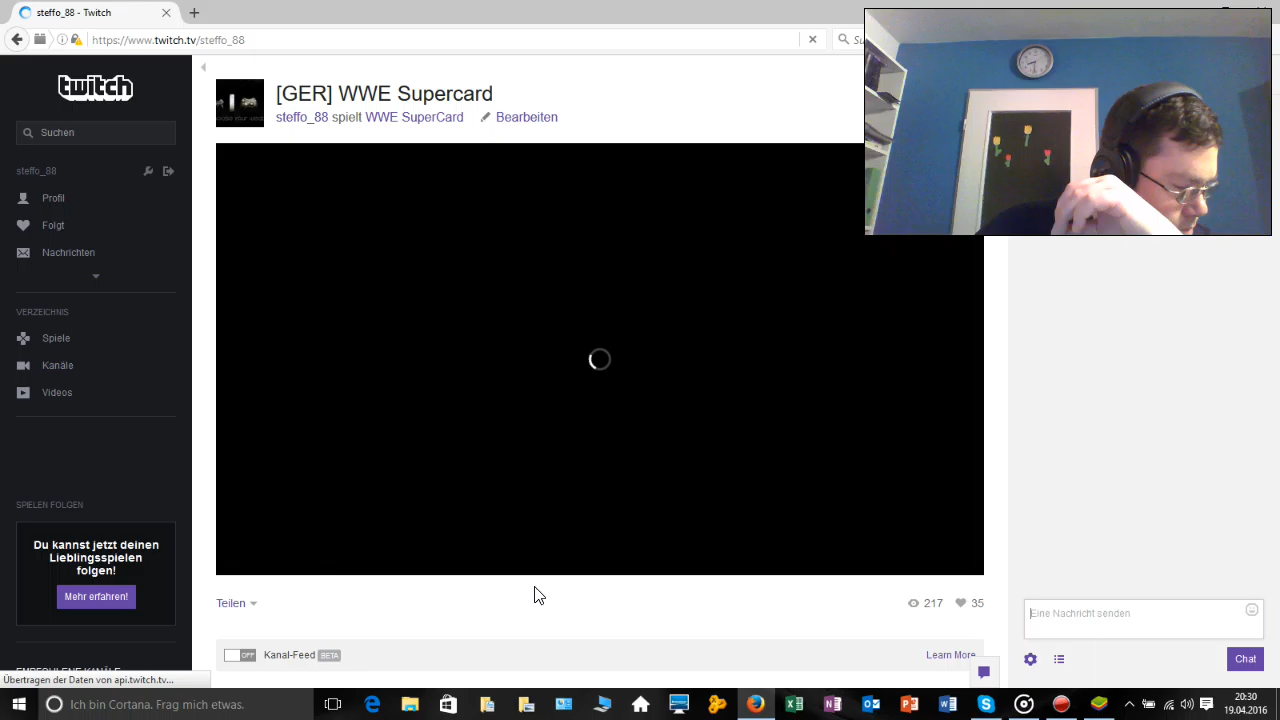 steffo_88 - Twitch
https://www.twitch.tv/steffo_88
Su
twitch
Suchen
steffo_88
Profil
Folgt
Nachrichten
VERZEICHNIS
Spiele
Kanäle
Videos
SPIELEN FOLGEN
Du kannst jetzt deinen
Lieblingsspielen
folgen!
Mehr erfahren!
EMPFOHLENE KANÄLE
Übertragen der Daten von api.twitch.tv...
[GER] WWE Supercard
steffo_88 spielt WWE SuperCard Bearbeiten
Teilen
217 35
OFF Kanal-Feed BETA
Learn More
Eine Nachricht senden
Chat
Ich bin Cortana. Frag mich etwas.
20:30
19.04.2016